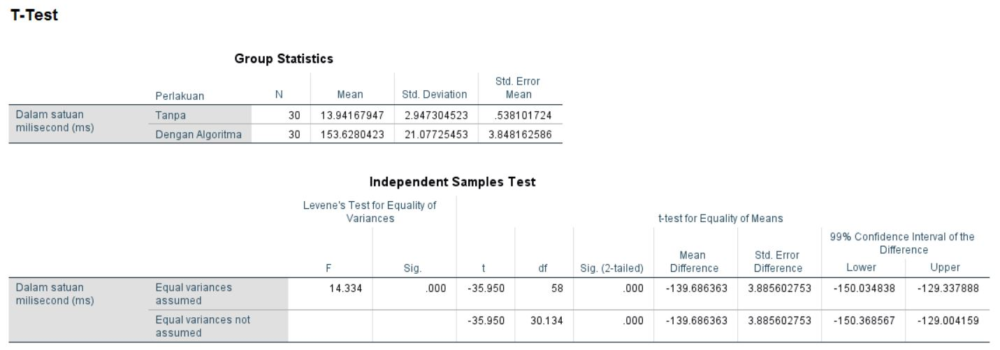 T-Test
Group Statistics
Perlakuan N Mean Std. Deviation Std. Error Mean
Dalam satuan milisecond (ms) Tanpa 30 13.94167947 2.947304523 .538101724
Dengan Algoritma 30 153.6280423 21.07725453 3.848162586
Independent Samples Test
Levene's Test for Equality of Variances t-test for Equality of Means
99% Confidence Interval of the Difference
F Sig. t df Sig. (2-tailed) Mean Difference Std. Error Difference Lower Upper
Dalam satuan milisecond (ms) Equal variances assumed 14.334 .000 -35.950 58 .000 -139.686363 3.885602753 -150.034838 -129.337888
Equal variances not assumed -35.950 30.134 .000 -139.686363 3.885602753 -150.368567 -129.004159